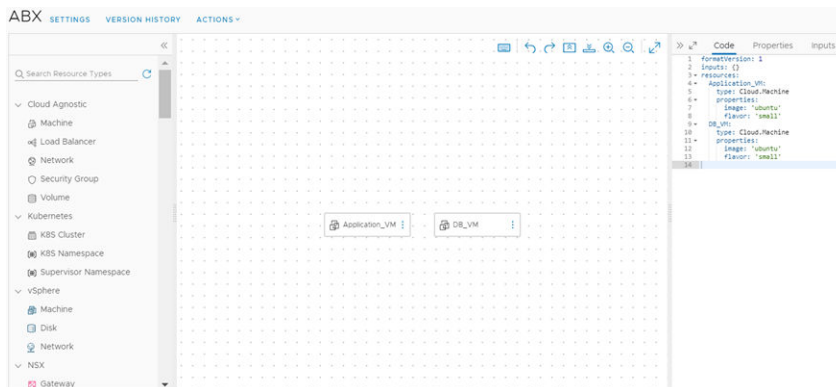 ABX SETTINGS VERSION HISTORY ACTIONS
Search Resource Types
Cloud Agnostic
Machine
Load Balancer
Network
Security Group
Volume
Kubernetes
K8S Cluster
K8S Namespace
Supervisor Namespace
vSphere
Machine
Disk
Network
NSX
Gateway
Application_VM
DB_VM
Code Properties Inputs
1 formatVersion: 1
2 inputs: {}
3 resources:
4 Application_VM:
5 type: Cloud.Machine
6 properties:
7 image: 'ubuntu'
8 flavor: 'small'
9 DB_VM:
10 type: Cloud.Machine
11 properties:
12 image: 'ubuntu'
13 flavor: 'small'
14